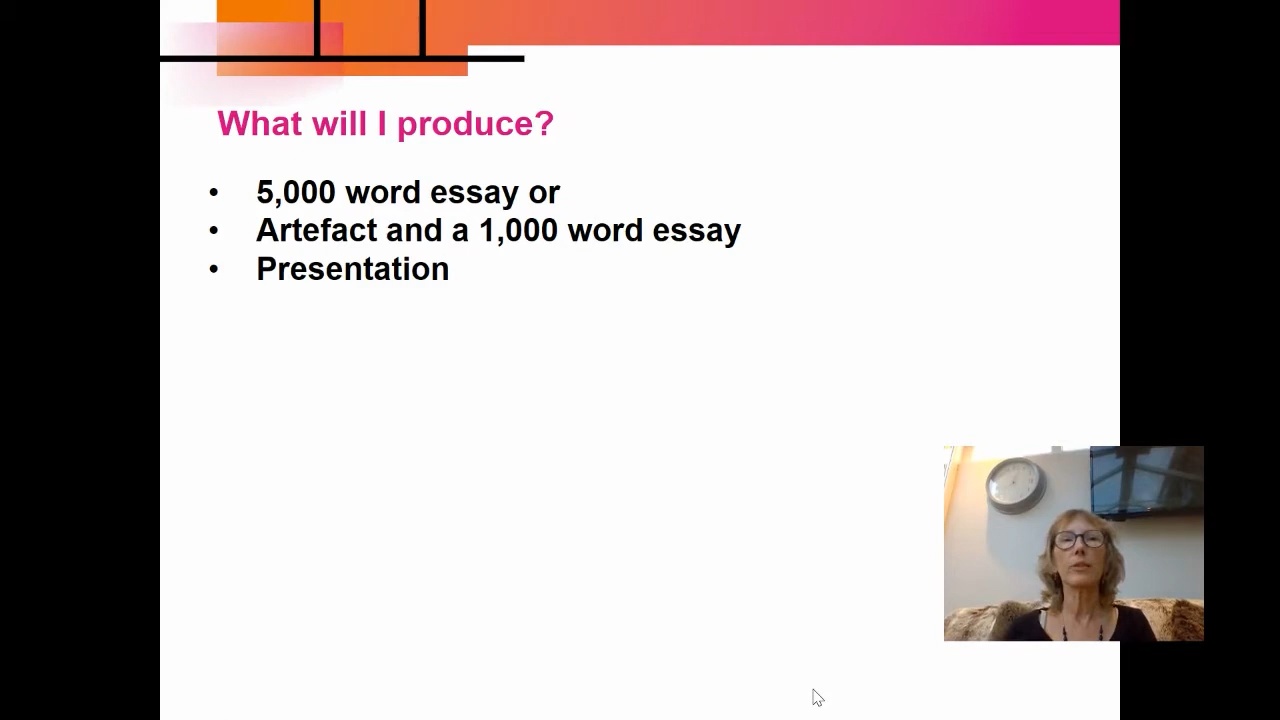 What will I produce?
• 5,000 word essay or
• Artefact and a 1,000 word essay
• Presentation